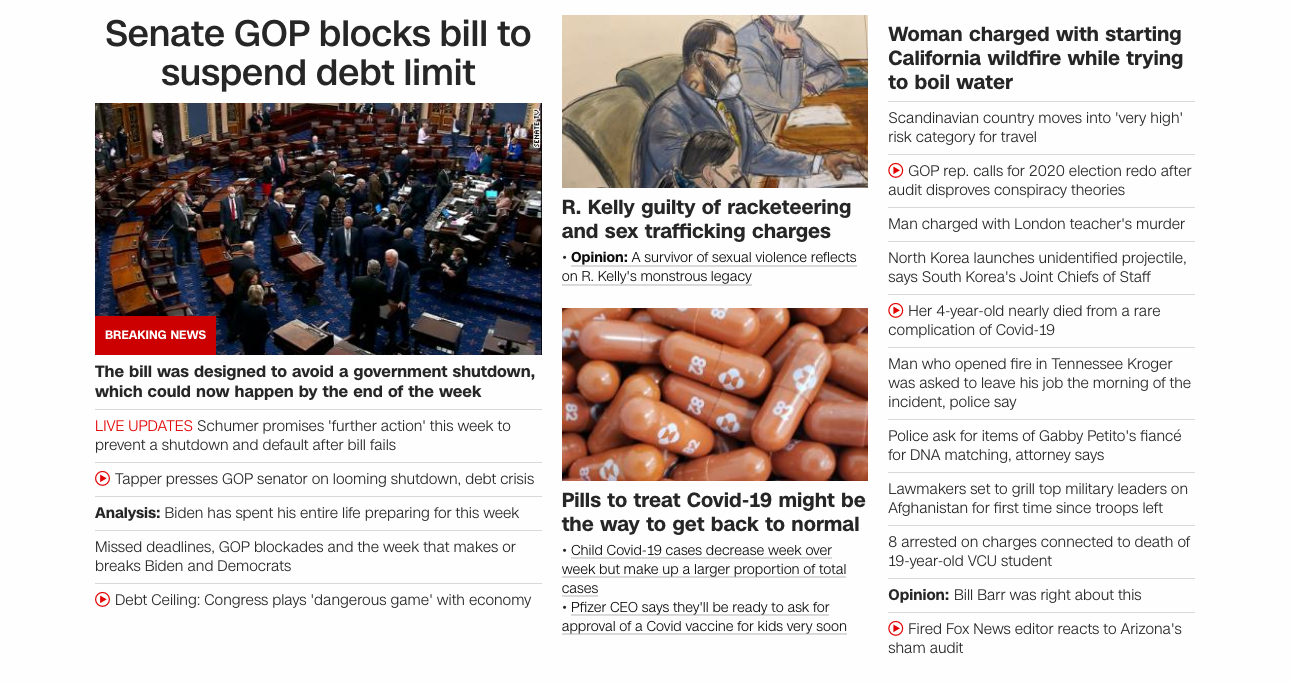 Senate GOP blocks bill to
suspend debt limit
SENATE TV
BREAKING NEWS
The bill was designed to avoid a government shutdown,
which could now happen by the end of the week
LIVE UPDATES Schumer promises 'further action' this week to
prevent a shutdown and default after bill fails
Tapper presses GOP senator on looming shutdown, debt crisis
Analysis: Biden has spent his entire life preparing for this week
Missed deadlines, GOP blockades and the week that makes or
breaks Biden and Democrats
Debt Ceiling: Congress plays 'dangerous game' with economy
R. Kelly guilty of racketeering
and sex trafficking charges
• Opinion: A survivor of sexual violence reflects
on R. Kelly's monstrous legacy
82
82
82
82
82
Pills to treat Covid-19 might be
the way to get back to normal
• Child Covid-19 cases decrease week over
week but make up a larger proportion of total
cases
• Pfizer CEO says they'll be ready to ask for
approval of a Covid vaccine for kids very soon
Woman charged with starting
California wildfire while trying
to boil water
Scandinavian country moves into 'very high'
risk category for travel
GOP rep. calls for 2020 election redo after
audit disproves conspiracy theories
Man charged with London teacher's murder
North Korea launches unidentified projectile,
says South Korea's Joint Chiefs of Staff
Her 4-year-old nearly died from a rare
complication of Covid-19
Man who opened fire in Tennessee Kroger
was asked to leave his job the morning of the
incident, police say
Police ask for items of Gabby Petito's fiancé
for DNA matching, attorney says
Lawmakers set to grill top military leaders on
Afghanistan for first time since troops left
8 arrested on charges connected to death of
19-year-old VCU student
Opinion: Bill Barr was right about this
Fired Fox News editor reacts to Arizona's
sham audit